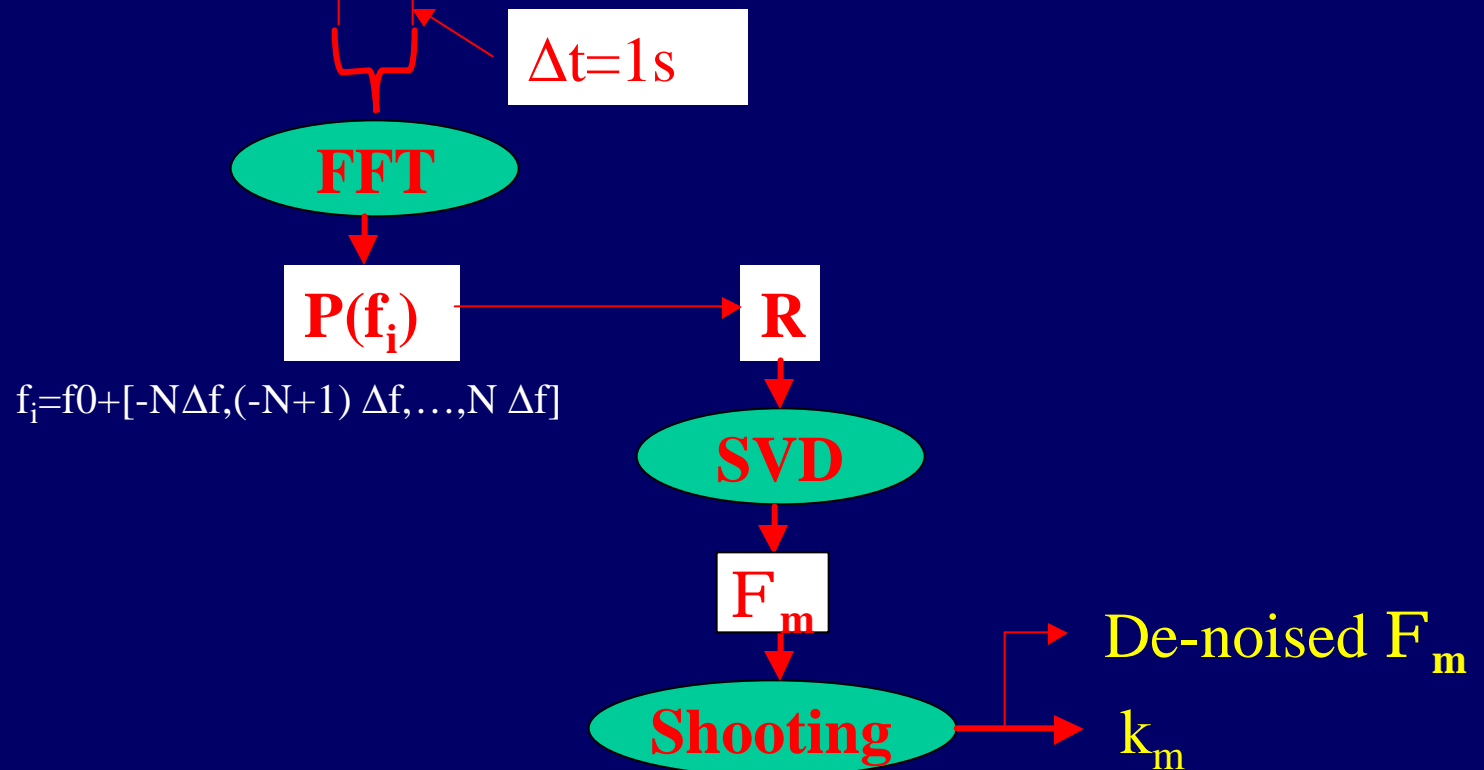 Δt=1s
FFT
P(fᵢ)
R
fᵢ=f0+[-NΔf,(-N+1) Δf,…,N Δf]
SVD
Fₘ
De-noised Fₘ
Shooting
kₘ